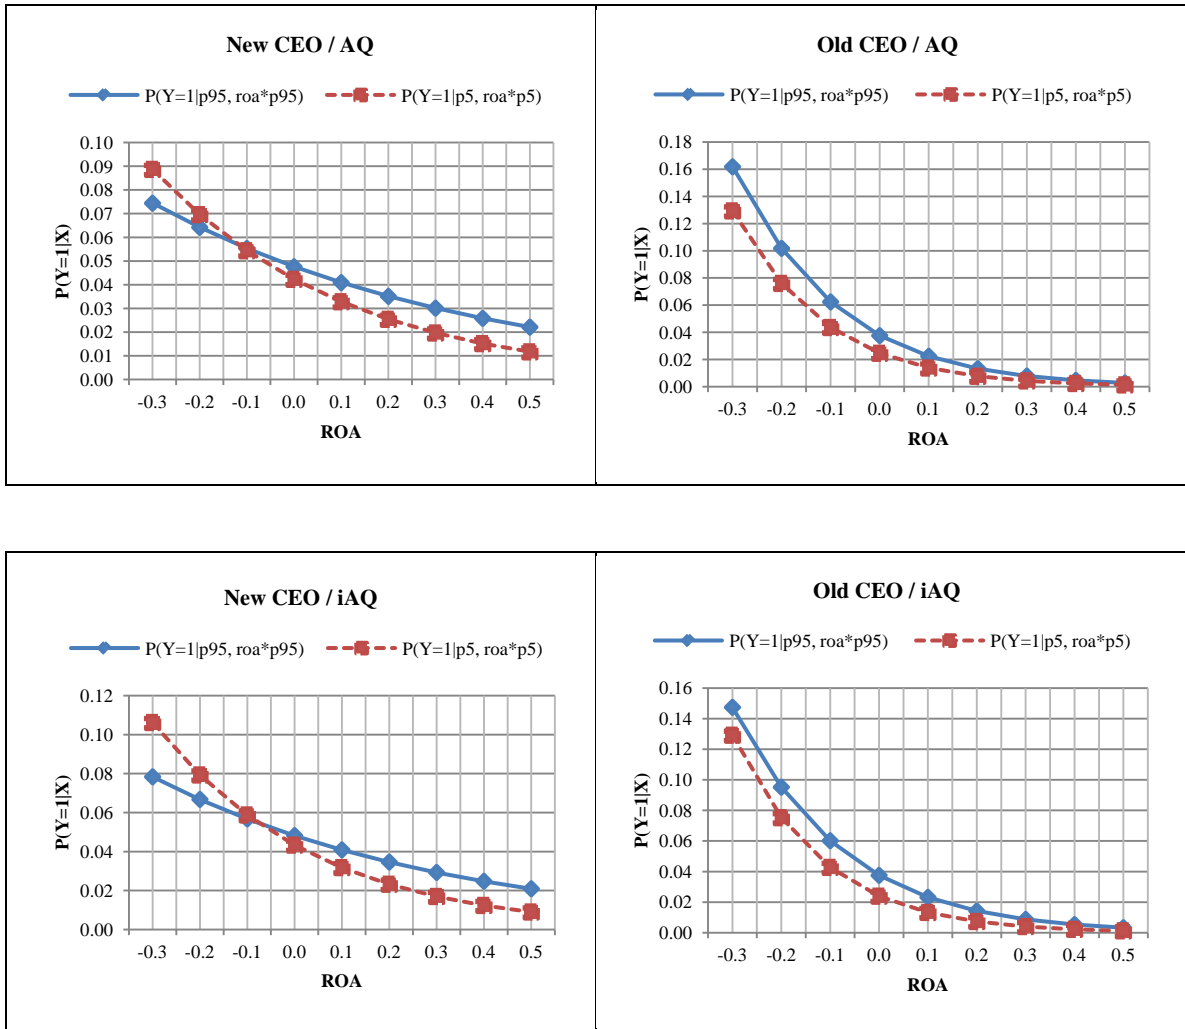 New CEO / AQ
P(Y=1|p95, roa*p95) P(Y=1|p5, roa*p5)
0.10
0.09
0.08
0.07
0.06
0.05
0.04
0.03
0.02
0.01
0.00
P(Y=1|X)
-0.3 -0.2 -0.1 0.0 0.1 0.2 0.3 0.4 0.5
ROA
Old CEO / AQ
P(Y=1|p95, roa*p95) P(Y=1|p5, roa*p5)
0.18
0.16
0.14
0.12
0.10
0.08
0.06
0.04
0.02
0.00
P(Y=1|X)
-0.3 -0.2 -0.1 0.0 0.1 0.2 0.3 0.4 0.5
ROA
New CEO / iAQ
P(Y=1|p95, roa*p95) P(Y=1|p5, roa*p5)
0.12
0.10
0.08
0.06
0.04
0.02
0.00
P(Y=1|X)
-0.3 -0.2 -0.1 0.0 0.1 0.2 0.3 0.4 0.5
ROA
Old CEO / iAQ
P(Y=1|p95, roa*p95) P(Y=1|p5, roa*p5)
0.16
0.14
0.12
0.10
0.08
0.06
0.04
0.02
0.00
P(Y=1|X)
-0.3 -0.2 -0.1 0.0 0.1 0.2 0.3 0.4 0.5
ROA